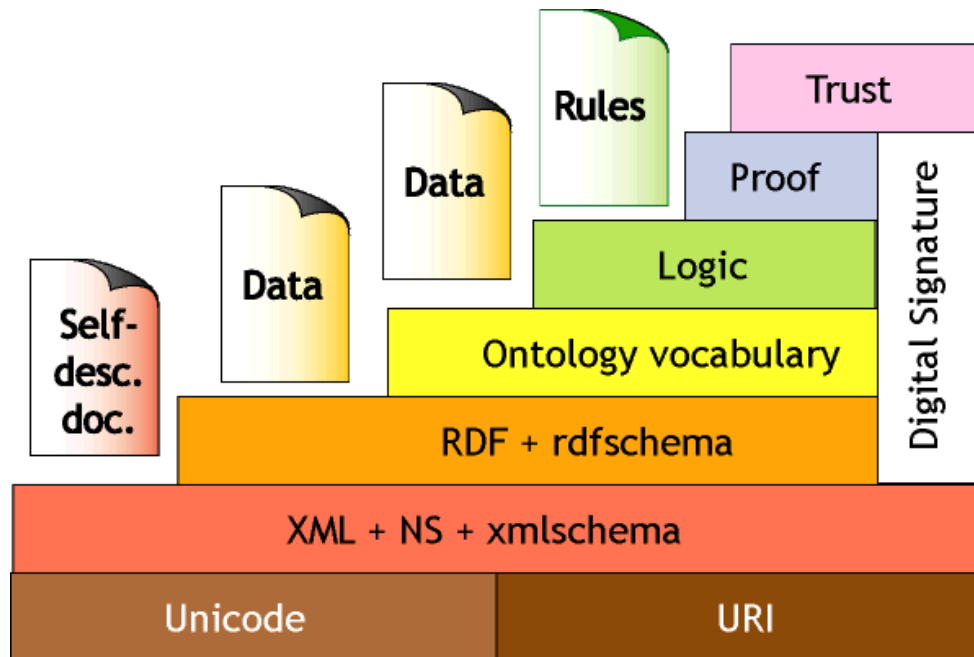 Trust
Rules
Proof
Data
Logic
Data
Digital Signature
Self-
desc.
doc.
Ontology vocabulary
RDF + rdfschema
XML + NS + xmlschema
Unicode
URI